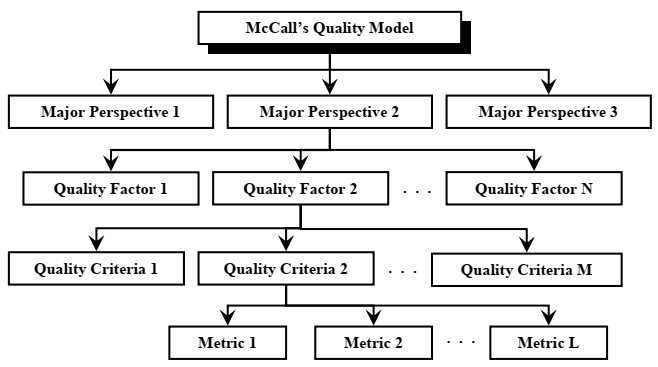 McCall's Quality Model
Major Perspective 1
Major Perspective 2
Major Perspective 3
Quality Factor 1
Quality Factor 2
. . .
Quality Factor N
Quality Criteria 1
Quality Criteria 2
. . .
Quality Criteria M
Metric 1
Metric 2
. . .
Metric L